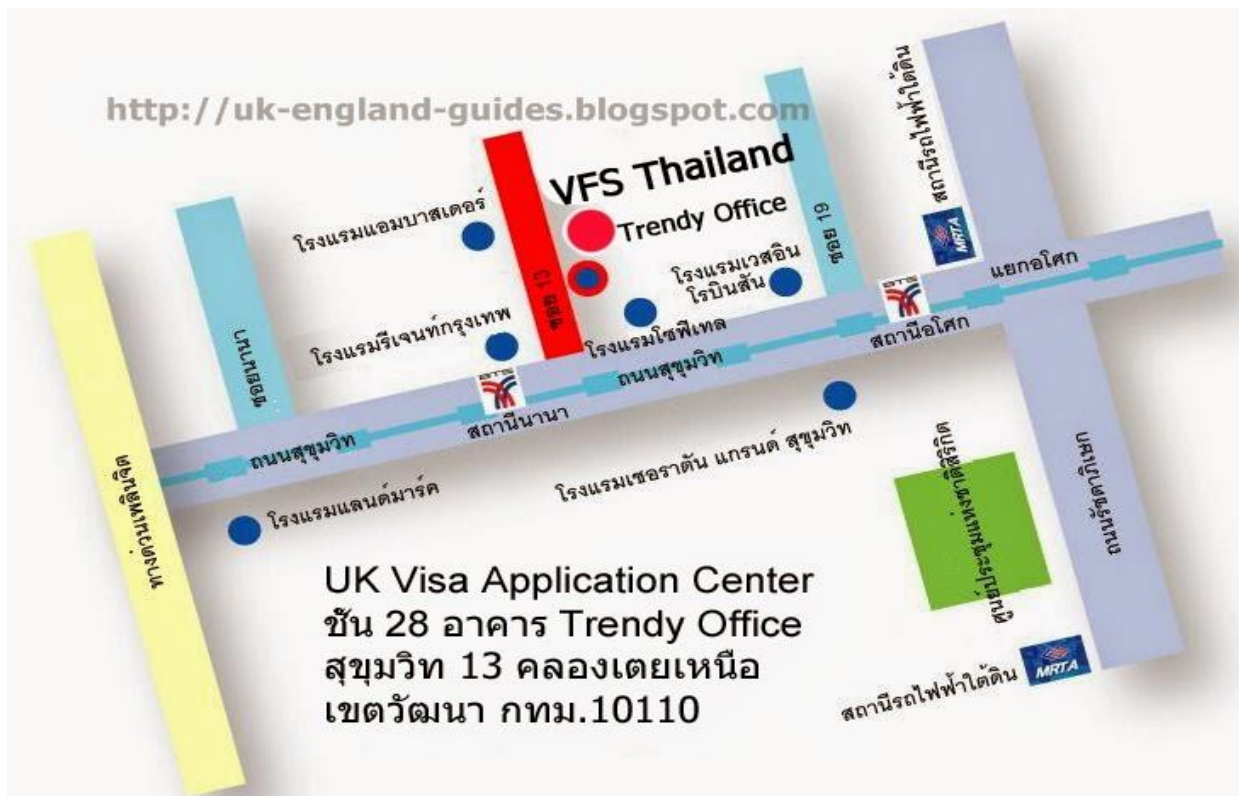 http://uk-england-guides.blogspot.com
สถานีรถไฟฟ้าใต้ดิน
MRTA
VFS Thailand
Trendy Office
โรงแรมแอมบาสเดอร์
ซอย 13
ซอย 19
โรงแรมเวสอิน
โรบินสัน
แยกอโศก
โรงแรมรีเจนท์กรุงเทพ
โรงแรมโซฟีเทล
สถานีอโศก
ซอยนานา
ถนนสุขุมวิท
สถานีนานา
ถนนสุขุมวิท
โรงแรมแลนด์มาร์ค
โรงแรมเชอราตัน แกรนด์ สุขุมวิท
ทางด่วนเพลินจิต
ศูนย์ประชุมแห่งชาติสิริกิต
ถนนรัชดาภิเษก
UK Visa Application Center
ชั้น 28 อาคาร Trendy Office
สุขุมวิท 13 คลองเตยเหนือ
เขตวัฒนา กทม.10110
สถานีรถไฟฟ้าใต้ดิน
MRTA